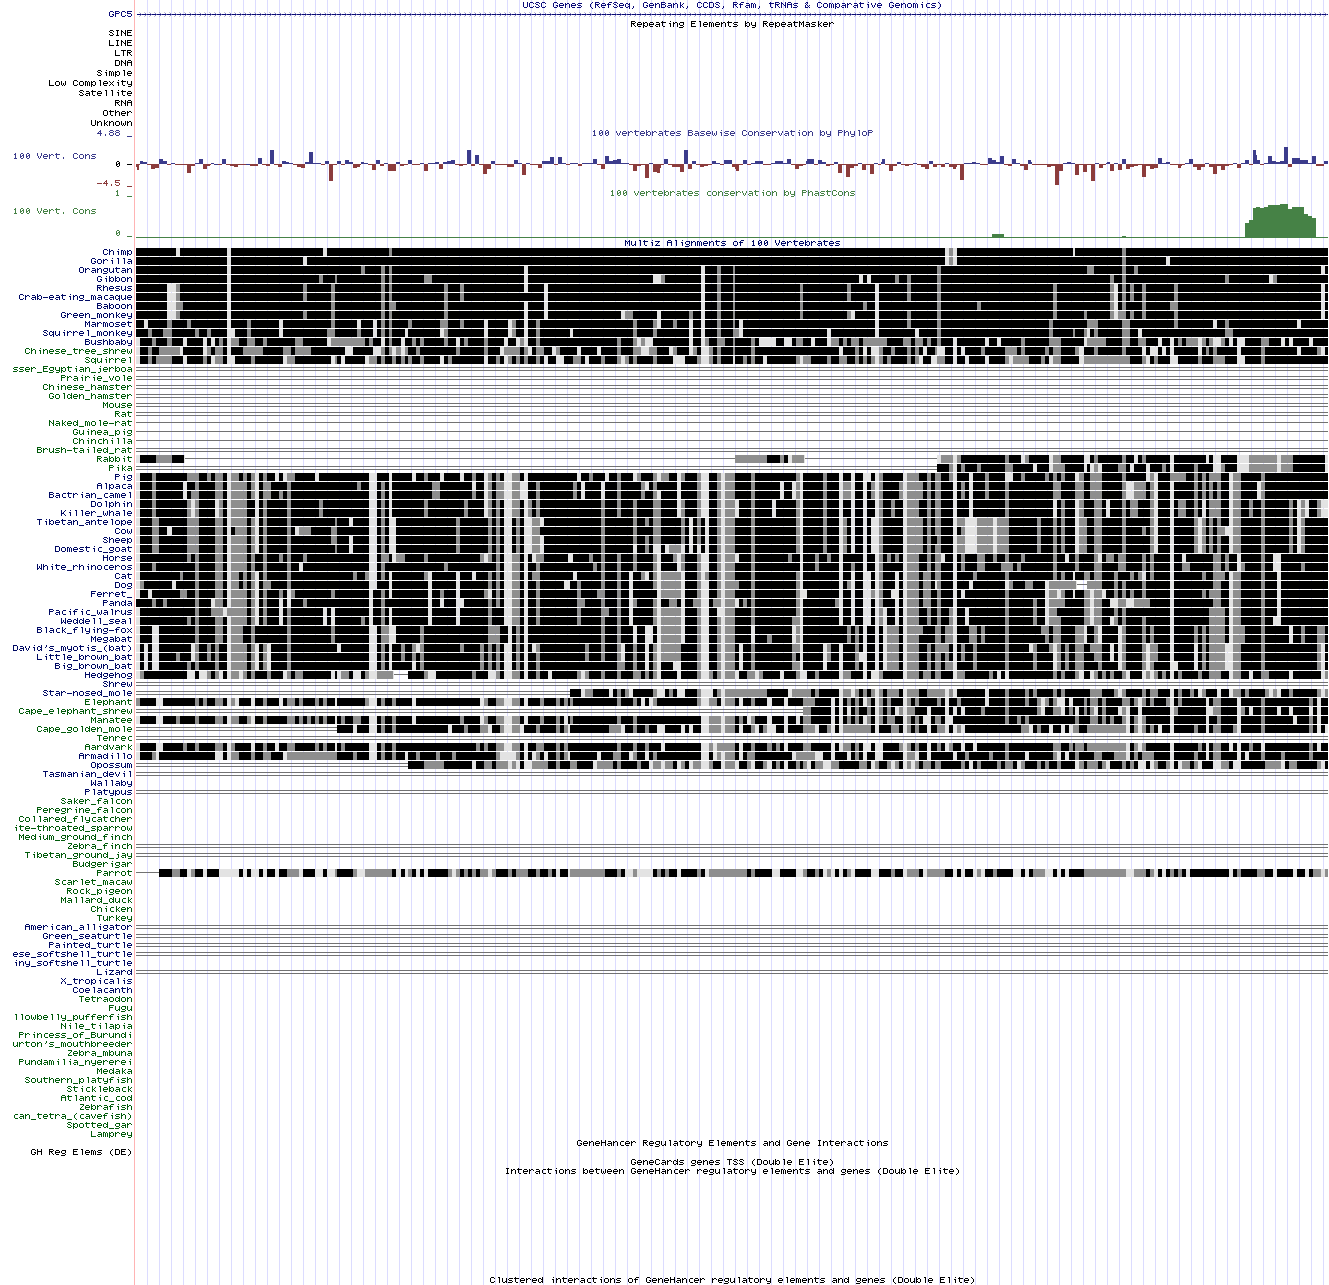 UCSC Genes (RefSeq, GenBank, CCDS, Rfam, tRNAs & Comparative Genomics)
GPC5
Repeating Elements by RepeatMasker
SINE
LINE
LTR
DNA
Simple
Low Complexity
Satellite
RNA
Other
Unknown
4.88 _
100 vertebrates Basewise Conservation by PhyloP
100 Vert. Cons
0 _
-4.5 _
100 vertebrates conservation by PhastCons
1 _
100 Vert. Cons
0 _
Multiz Alignments of 100 Vertebrates
Chimp
Gorilla
Orangutan
Gibbon
Rhesus
Crab-eating_macaque
Baboon
Green_monkey
Marmoset
Squirrel_monkey
Bushbaby
Chinese_tree_shrew
Squirrel
sser_Egyptian_jerboa
Prairie_vole
Chinese_hamster
Golden_hamster
Mouse
Rat
Naked_mole-rat
Guinea_pig
Chinchilla
Brush-tailed_rat
Rabbit
Pika
Pig
Alpaca
Bactrian_camel
Dolphin
Killer_whale
Tibetan_antelope
Cow
Sheep
Domestic_goat
Horse
White_rhinoceros
Cat
Dog
Ferret_
Panda
Pacific_walrus
Weddell_seal
Black_flying-fox
Megabat
David's_myotis_(bat)
Little_brown_bat
Big_brown_bat
Hedgehog
Shrew
Star-nosed_mole
Elephant
Cape_elephant_shrew
Manatee
Cape_golden_mole
Tenrec
Aardvark
Armadillo
Opossum
Tasmanian_devil
Wallaby
Platypus
Saker_falcon
Peregrine_falcon
Collared_flycatcher
ite-throated_sparrow
Medium_ground_finch
Zebra_finch
Tibetan_ground_jay
Budgerigar
Parrot
Scarlet_macaw
Rock_pigeon
Mallard_duck
Chicken
Turkey
American_alligator
Green_seaturtle
Painted_turtle
ese_softshell_turtle
iny_softshell_turtle
Lizard
X_tropicalis
Coelacanth
Tetraodon
Fugu
llowbelly_pufferfish
Nile_tilapia
Princess_of_Burundi
urton's_mouthbreeder
Zebra_mbuna
Pundamilia_nyererei
Medaka
Southern_platyfish
Stickleback
Atlantic_cod
Zebrafish
can_tetra_(cavefish)
Spotted_gar
Lamprey
GeneHancer Regulatory Elements and Gene Interactions
GH Reg Elems (DE)
GeneCards genes TSS (Double Elite)
Interactions between GeneHancer regulatory elements and genes (Double Elite)
Clustered interactions of GeneHancer regulatory elements and genes (Double Elite)